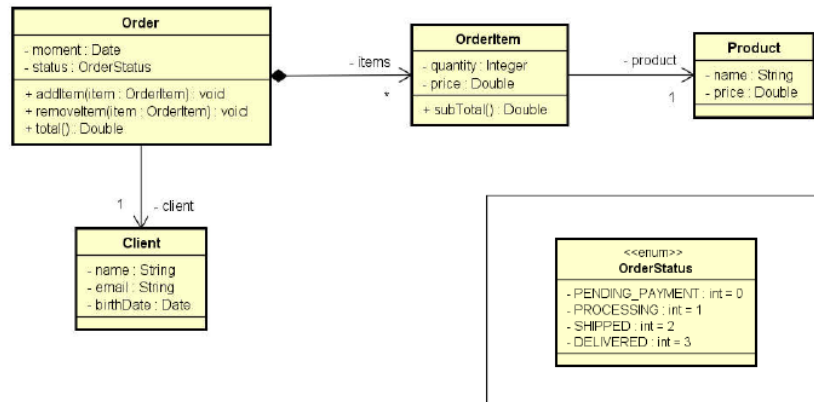 Order
- moment : Date
- status : OrderStatus
+ addItem(item : OrderItem) : void
+ removeItem(item : OrderItem) : void
+ total() : Double
- items
*
OrderItem
- quantity : Integer
- price : Double
+ subTotal() : Double
- product
1
Product
- name : String
- price : Double
1
- client
Client
- name : String
- email : String
- birthDate : Date
<<enum>>
OrderStatus
- PENDING_PAYMENT : int = 0
- PROCESSING : int = 1
- SHIPPED : int = 2
- DELIVERED : int = 3